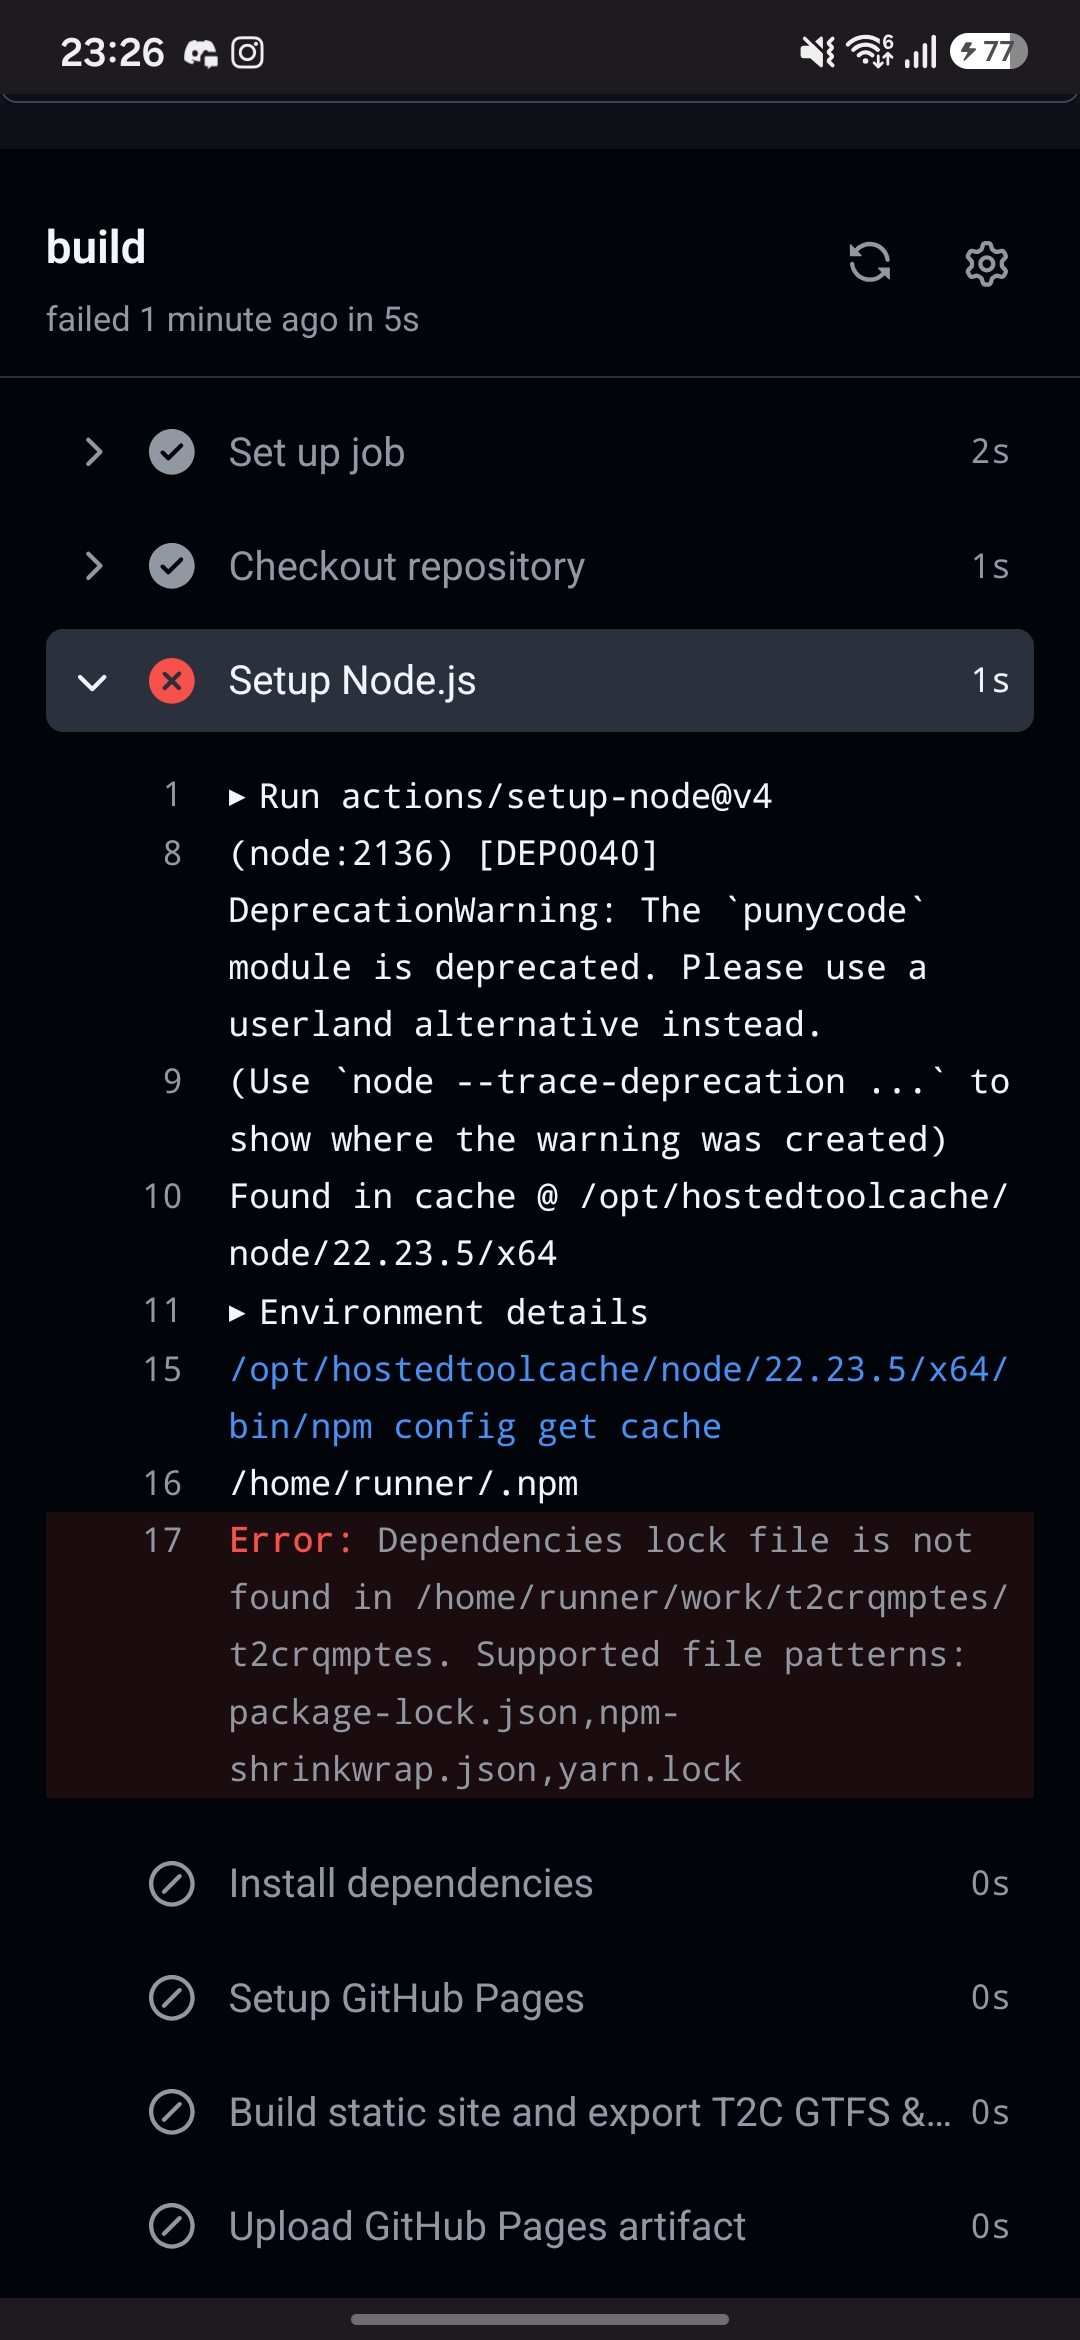 23:26
6
77
build
failed 1 minute ago in 5s
Set up job 2s
Checkout repository 1s
Setup Node.js 1s
1 ▶ Run actions/setup-node@v4
8 (node:2136) [DEP0040]
DeprecationWarning: The `punycode`
module is deprecated. Please use a
userland alternative instead.
9 (Use `node --trace-deprecation ...` to
show where the warning was created)
10 Found in cache @ /opt/hostedtoolcache/
node/22.23.5/x64
11 ▶ Environment details
15 /opt/hostedtoolcache/node/22.23.5/x64/
bin/npm config get cache
16 /home/runner/.npm
17 Error: Dependencies lock file is not
found in /home/runner/work/t2crqmptes/
t2crqmptes. Supported file patterns:
package-lock.json,npm-
shrinkwrap.json,yarn.lock
Install dependencies 0s
Setup GitHub Pages 0s
Build static site and export T2C GTFS &... 0s
Upload GitHub Pages artifact 0s